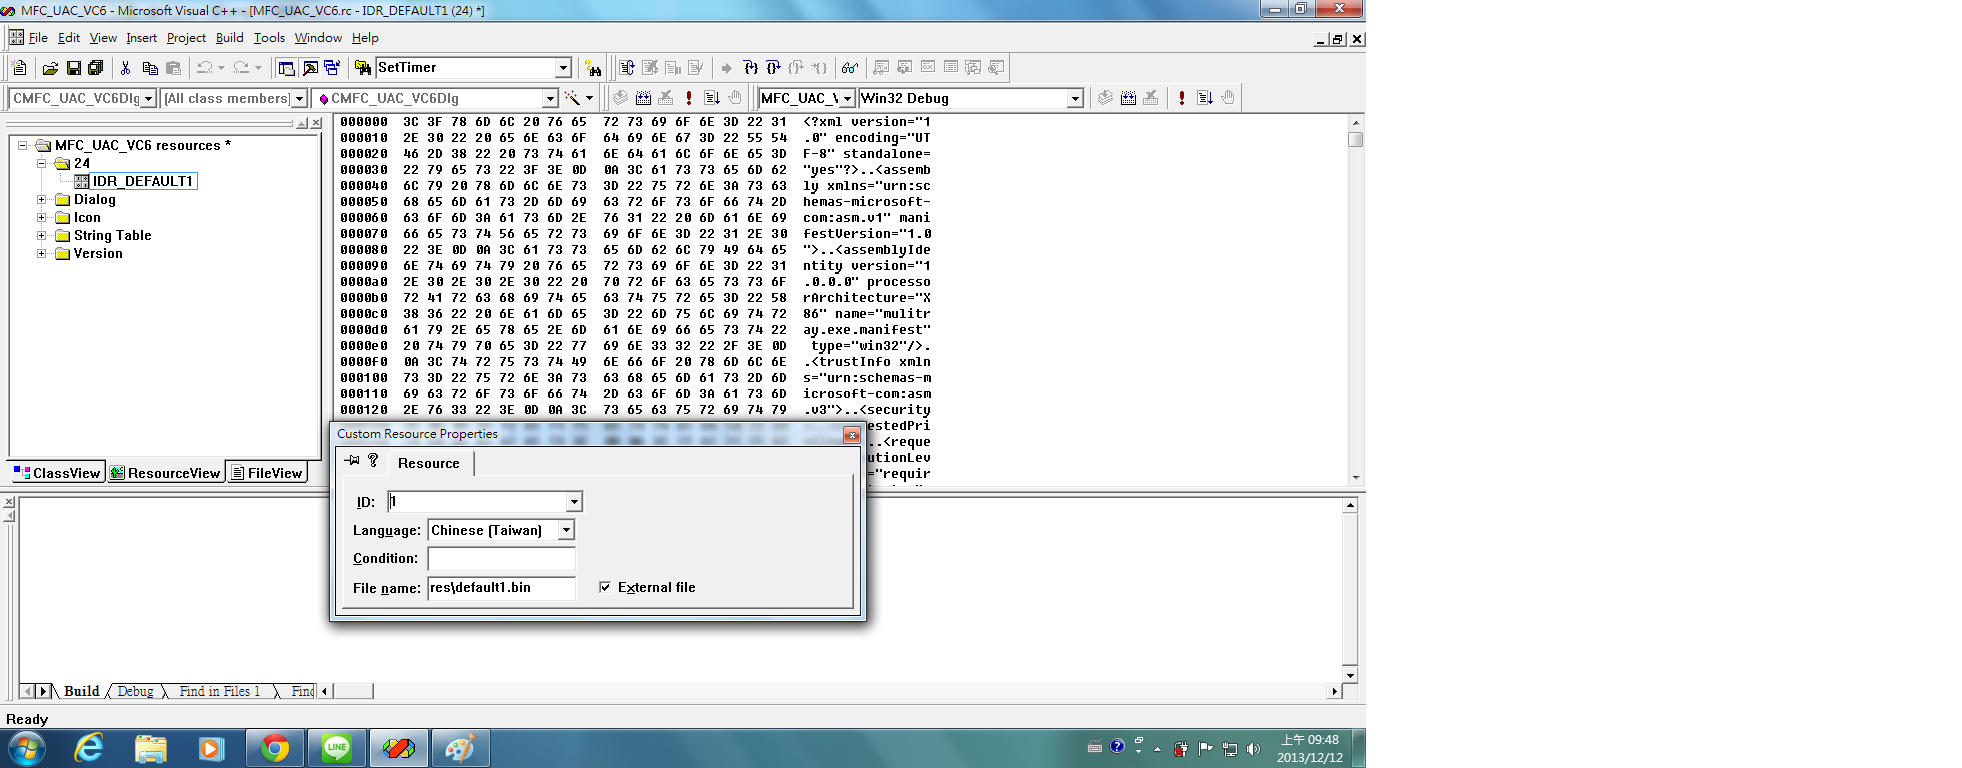 MFC_UAC_VC6 - Microsoft Visual C++ - [MFC_UAC_VC6.rc - IDR_DEFAULT1 (24) *]
File Edit View Insert Project Build Tools Window Help
SetTimer
CMFC_UAC_VC6Dlg [All class members] CMFC_UAC_VC6Dlg MFC_UAC_V Win32 Debug
MFC_UAC_VC6 resources *
24
IDR_DEFAULT1
Dialog
Icon
String Table
Version
ClassView ResourceView FileView
000000 3C 3F 78 6D 6C 20 76 65 72 73 69 6F 6E 3D 22 31 <?xml version="1
000010 2E 30 22 20 65 6E 63 6F 64 69 6E 67 3D 22 55 54 .0" encoding="UT
000020 46 2D 38 22 20 73 74 61 6E 64 61 6C 6F 6E 65 3D F-8" standalone=
000030 22 79 65 73 22 3F 3E 0D 0A 3C 61 73 73 65 6D 62 "yes"?>..<assemb
000040 6C 79 20 78 6D 6C 6E 73 3D 22 75 72 6E 3A 73 63 ly xmlns="urn:sc
000050 68 65 6D 61 73 2D 6D 69 63 72 6F 73 6F 66 74 2D hemas-microsoft-
000060 63 6F 6D 3A 61 73 6D 2E 76 31 22 20 6D 61 6E 69 com:asm.v1" mani
000070 66 65 73 74 56 65 72 73 69 6F 6E 3D 22 31 2E 30 festVersion="1.0
000080 22 3E 0D 0A 3C 61 73 73 65 6D 62 6C 79 49 64 65 ">..<assemblyIde
000090 6E 74 69 74 79 20 76 65 72 73 69 6F 6E 3D 22 31 ntity version="1
0000a0 2E 30 2E 30 2E 30 22 20 70 72 6F 63 65 73 73 6F .0.0.0" processo
0000b0 72 41 72 63 68 69 74 65 63 74 75 72 65 3D 22 58 rArchitecture="X
0000c0 38 36 22 20 6E 61 6D 65 3D 22 6D 75 6C 69 74 72 86" name="mulitr
0000d0 61 79 2E 65 78 65 2E 6D 61 6E 69 66 65 73 74 22 ay.exe.manifest"
0000e0 20 74 79 70 65 3D 22 77 69 6E 33 32 22 2F 3E 0D type="win32"/>.
0000f0 0A 3C 74 72 75 73 74 49 6E 66 6F 20 78 6D 6C 6E .<trustInfo xmln
000100 73 3D 22 75 72 6E 3A 73 63 68 65 6D 61 73 2D 6D s="urn:schemas-m
000110 69 63 72 6F 73 6F 66 74 2D 63 6F 6D 3A 61 73 6D icrosoft-com:asm
000120 2E 76 33 22 3E 0D 0A 3C 73 65 63 75 72 69 74 79 .v3">..<security
estedPri
..<reque
utionLev
="requir
Custom Resource Properties
Resource
ID: 1
Language: Chinese (Taiwan)
Condition:
File name: res\default1.bin External file
Build Debug Find in Files 1 Find
Ready
LINE
上午 09:48
2013/12/12